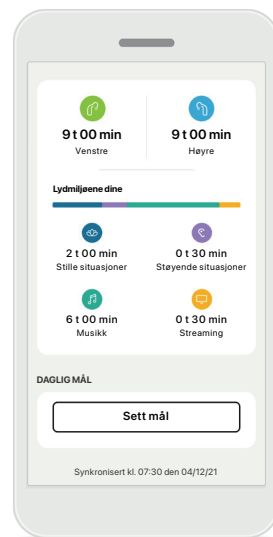 9 t 00 min 9 t 00 min
Venstre Høyre
Lydmiljøene dine
2 t 00 min 0 t 30 min
Stille situasjoner Støyende situasjoner
6 t 00 min 0 t 30 min
Musikk Streaming
DAGLIG MÅL
Sett mål
Synkronisert kl. 07:30 den 04/12/21